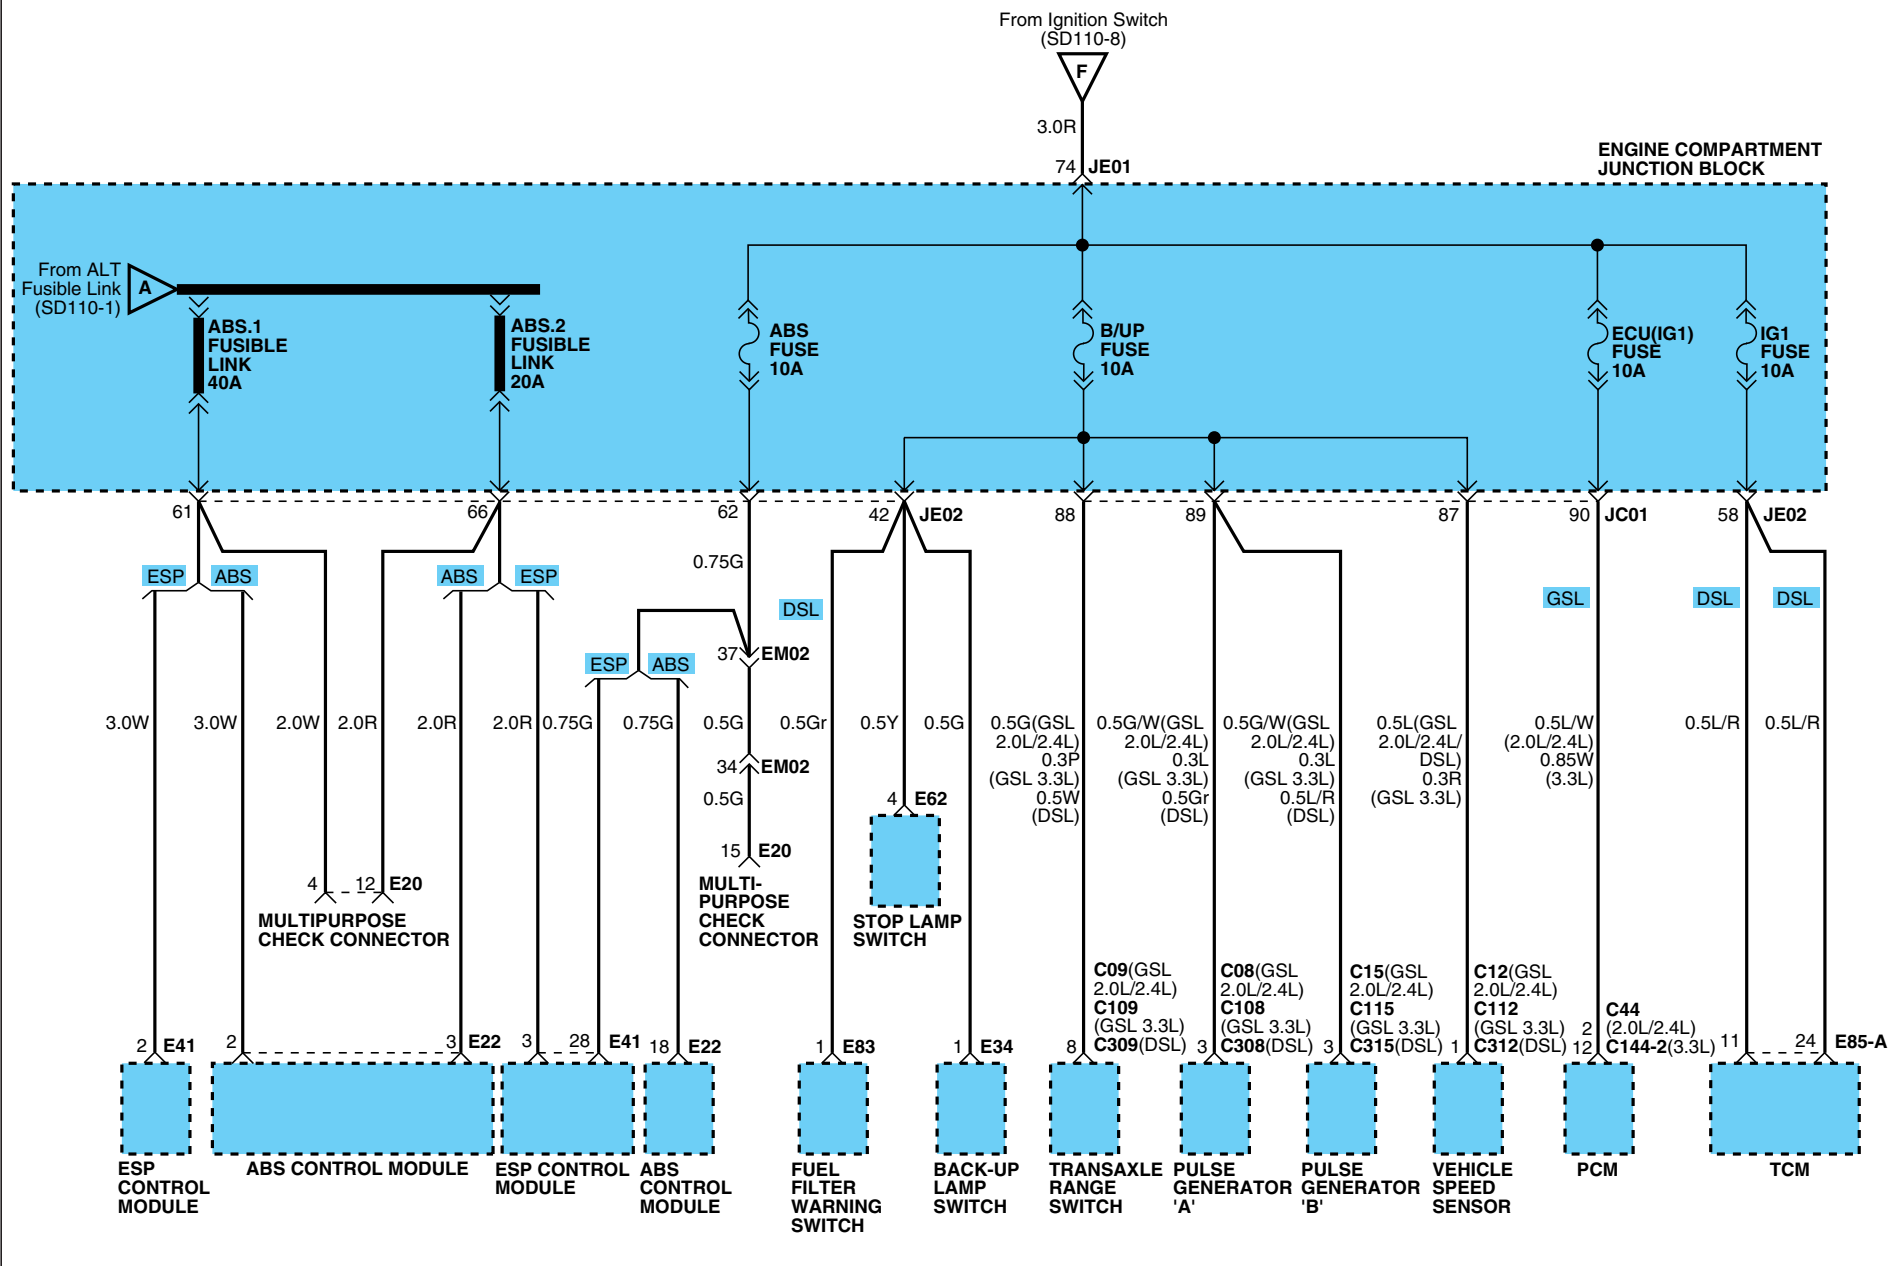 From Ignition Switch
(SD110-8)
F
3.0R
74 JE01
ENGINE COMPARTMENT
JUNCTION BLOCK
From ALT
Fusible Link
(SD110-1)
A
ABS.1
FUSIBLE
LINK
40A
ABS.2
FUSIBLE
LINK
20A
ABS
FUSE
10A
B/UP
FUSE
10A
ECU(IG1)
FUSE
10A
IG1
FUSE
10A
61
66
62
42 JE02
88
89
87
90 JC01
58 JE02
0.75G
ESP ABS
ABS ESP
DSL
GSL
DSL
DSL
37 EM02
ESP ABS
3.0W
3.0W
2.0W
2.0R
2.0R
2.0R
0.75G
0.75G
0.5G
0.5Gr
0.5Y
0.5G
0.5G(GSL
2.0L/2.4L)
0.3P
(GSL 3.3L)
0.5W
(DSL)
0.5G/W(GSL
2.0L/2.4L)
0.3L
(GSL 3.3L)
0.5Gr
(DSL)
0.5G/W(GSL
2.0L/2.4L)
0.3L
(GSL 3.3L)
0.5L/R
(DSL)
0.5L(GSL
2.0L/2.4L/
DSL)
0.3R
(GSL 3.3L)
0.5L/W
(2.0L/2.4L)
0.85W
(3.3L)
0.5L/R
0.5L/R
34 EM02
0.5G
4 E62
15 E20
MULTI-
PURPOSE
CHECK
CONNECTOR
STOP LAMP
SWITCH
4 12 E20
MULTIPURPOSE
CHECK CONNECTOR
C09(GSL
2.0L/2.4L)
C109
(GSL 3.3L)
C309(DSL)
C08(GSL
2.0L/2.4L)
C108
(GSL 3.3L)
C308(DSL)
C15(GSL
2.0L/2.4L)
C115
(GSL 3.3L)
C315(DSL)
C12(GSL
2.0L/2.4L)
C112
(GSL 3.3L)
C312(DSL)
C44
2 (2.0L/2.4L)
12 C144-2(3.3L)
2 E41
2
3 E22
3
28 E41
18 E22
1 E83
1 E34
8
3
3
1
11
24 E85-A
ESP
CONTROL
MODULE
ABS CONTROL MODULE
ESP CONTROL
MODULE
ABS
CONTROL
MODULE
FUEL
FILTER
WARNING
SWITCH
BACK-UP
LAMP
SWITCH
TRANSAXLE
RANGE
SWITCH
PULSE
GENERATOR
'A'
PULSE
GENERATOR
'B'
VEHICLE
SPEED
SENSOR
PCM
TCM